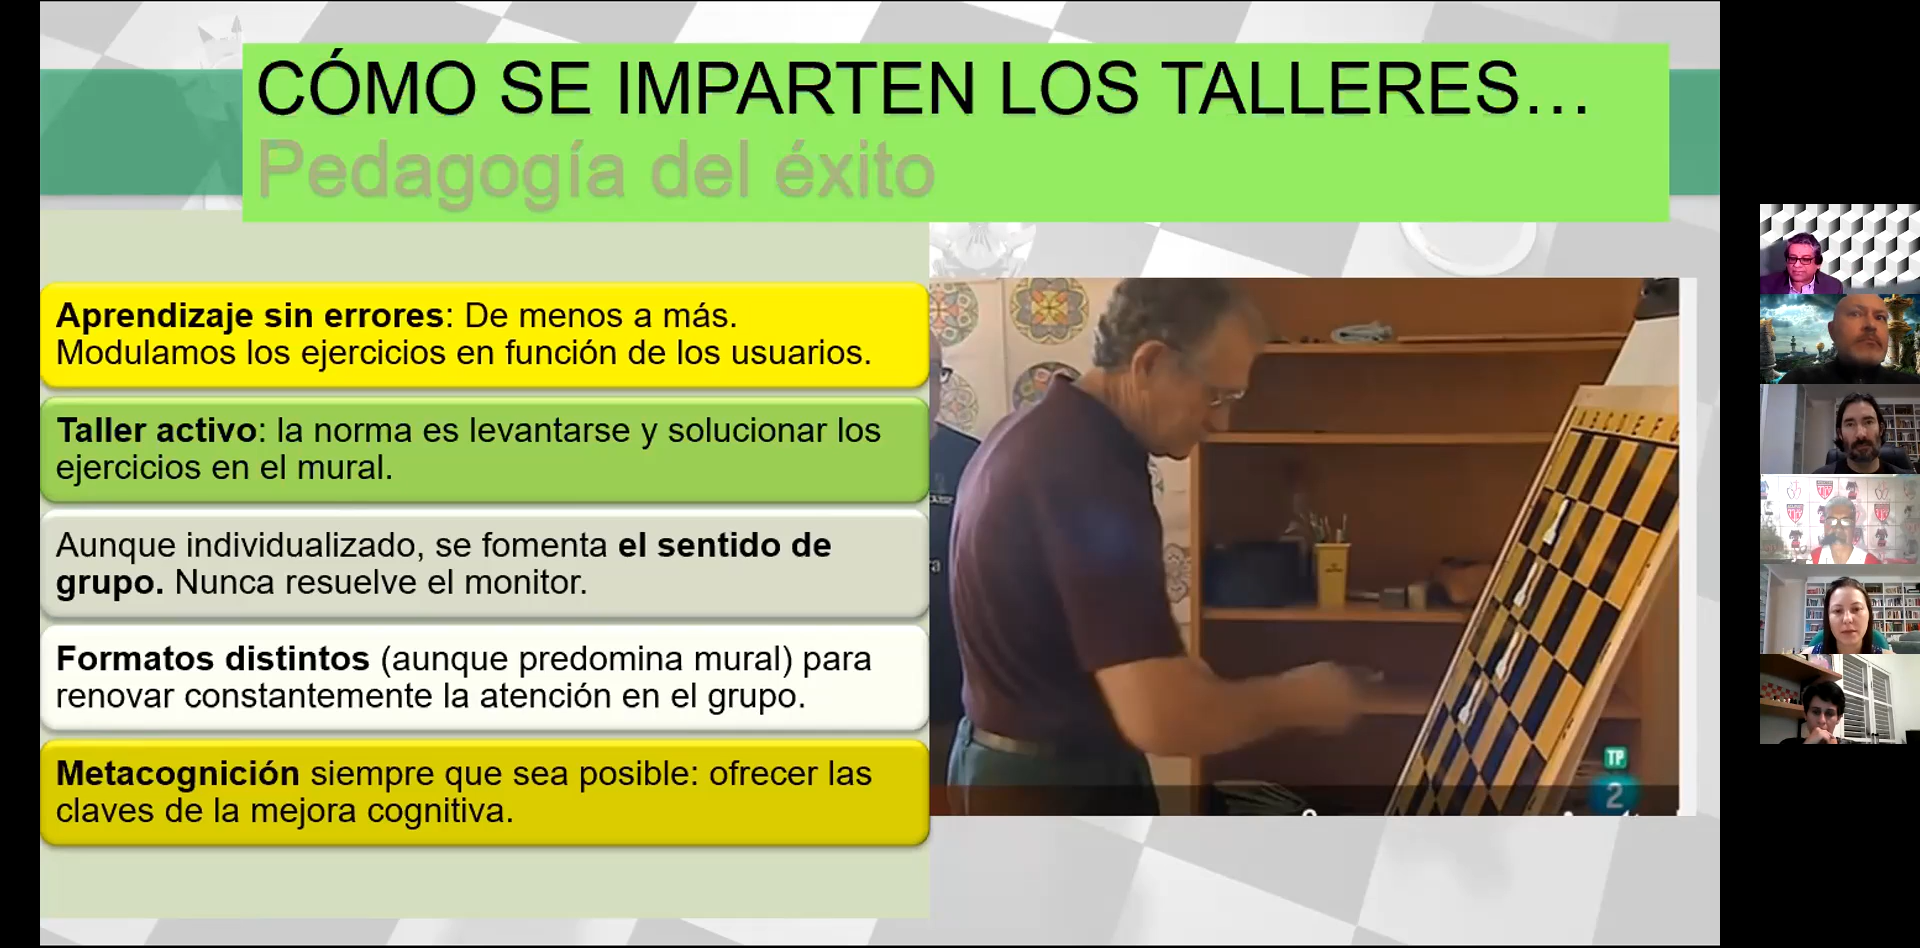 CÓMO SE IMPARTEN LOS TALLERES...
Pedagogía del éxito
Aprendizaje sin errores: De menos a más.
Modulamos los ejercicios en función de los usuarios.
Taller activo: la norma es levantarse y solucionar los
ejercicios en el mural.
Aunque individualizado, se fomenta el sentido de
grupo. Nunca resuelve el monitor.
Formatos distintos (aunque predomina mural) para
renovar constantemente la atención en el grupo.
Metacognición siempre que sea posible: ofrecer las
claves de la mejora cognitiva.
TP
2